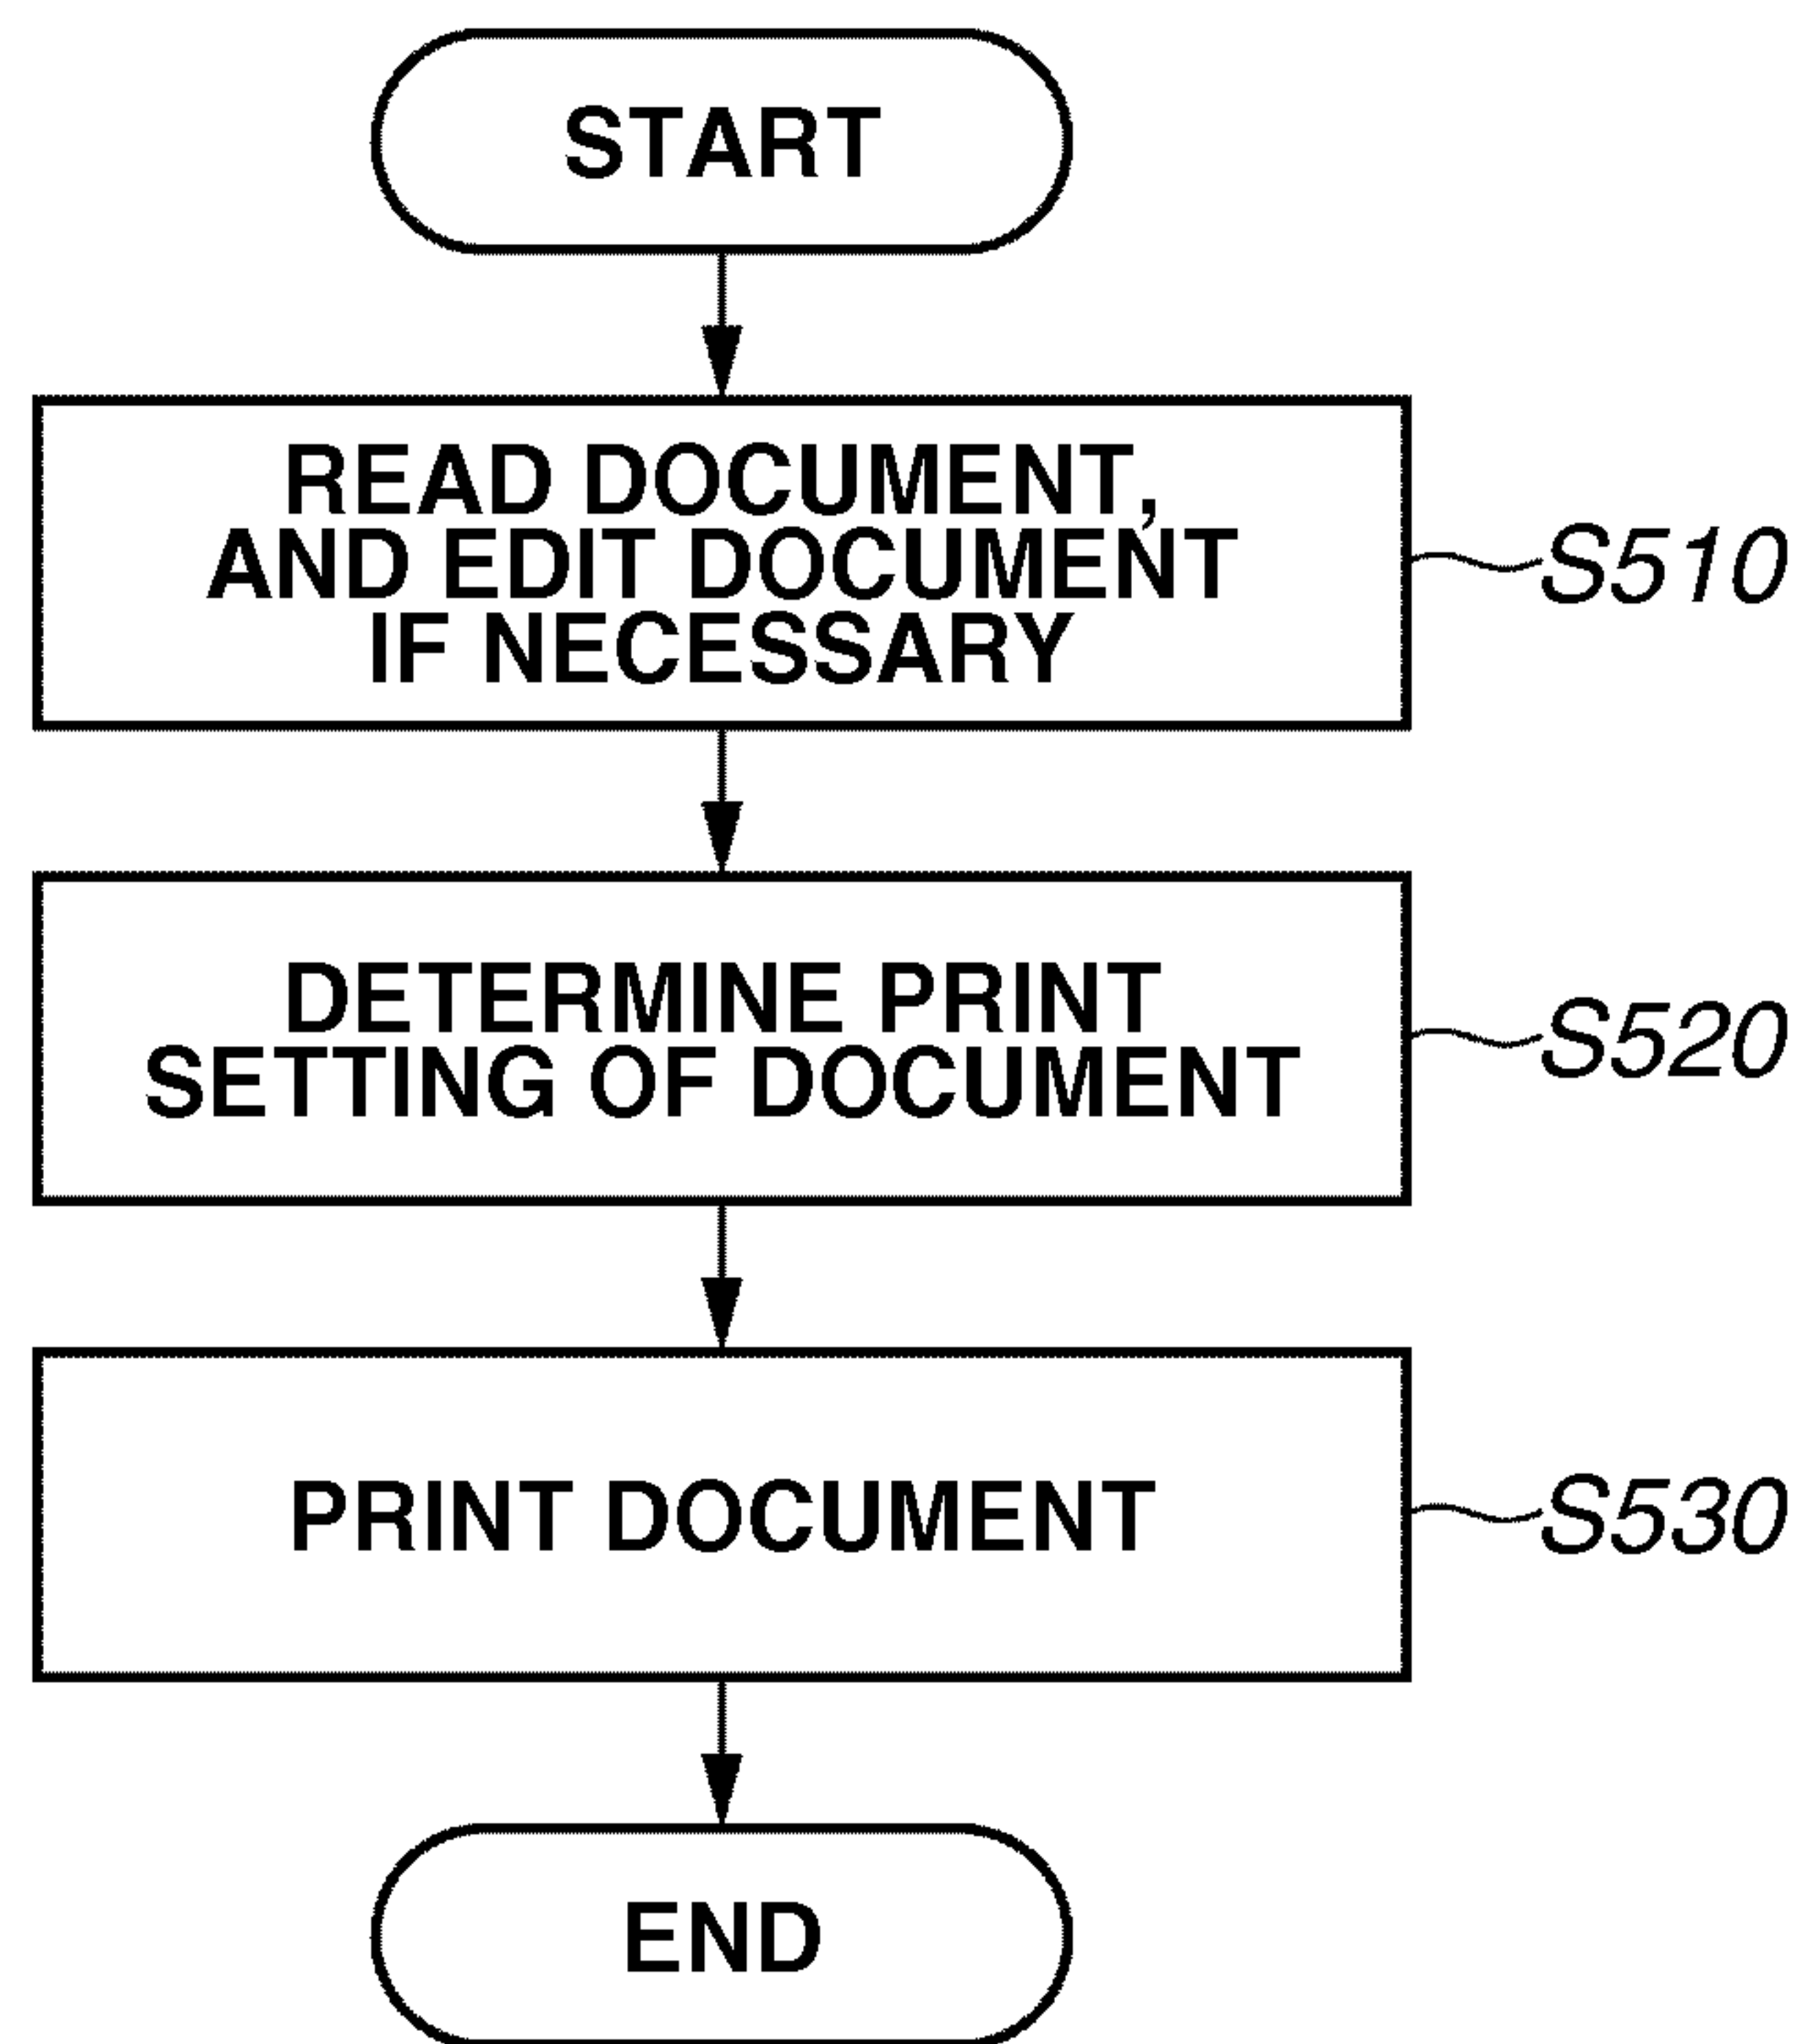 START
READ DOCUMENT,
AND EDIT DOCUMENT
IF NECESSARY
S510
DETERMINE PRINT
SETTING OF DOCUMENT
S520
PRINT DOCUMENT
S530
END